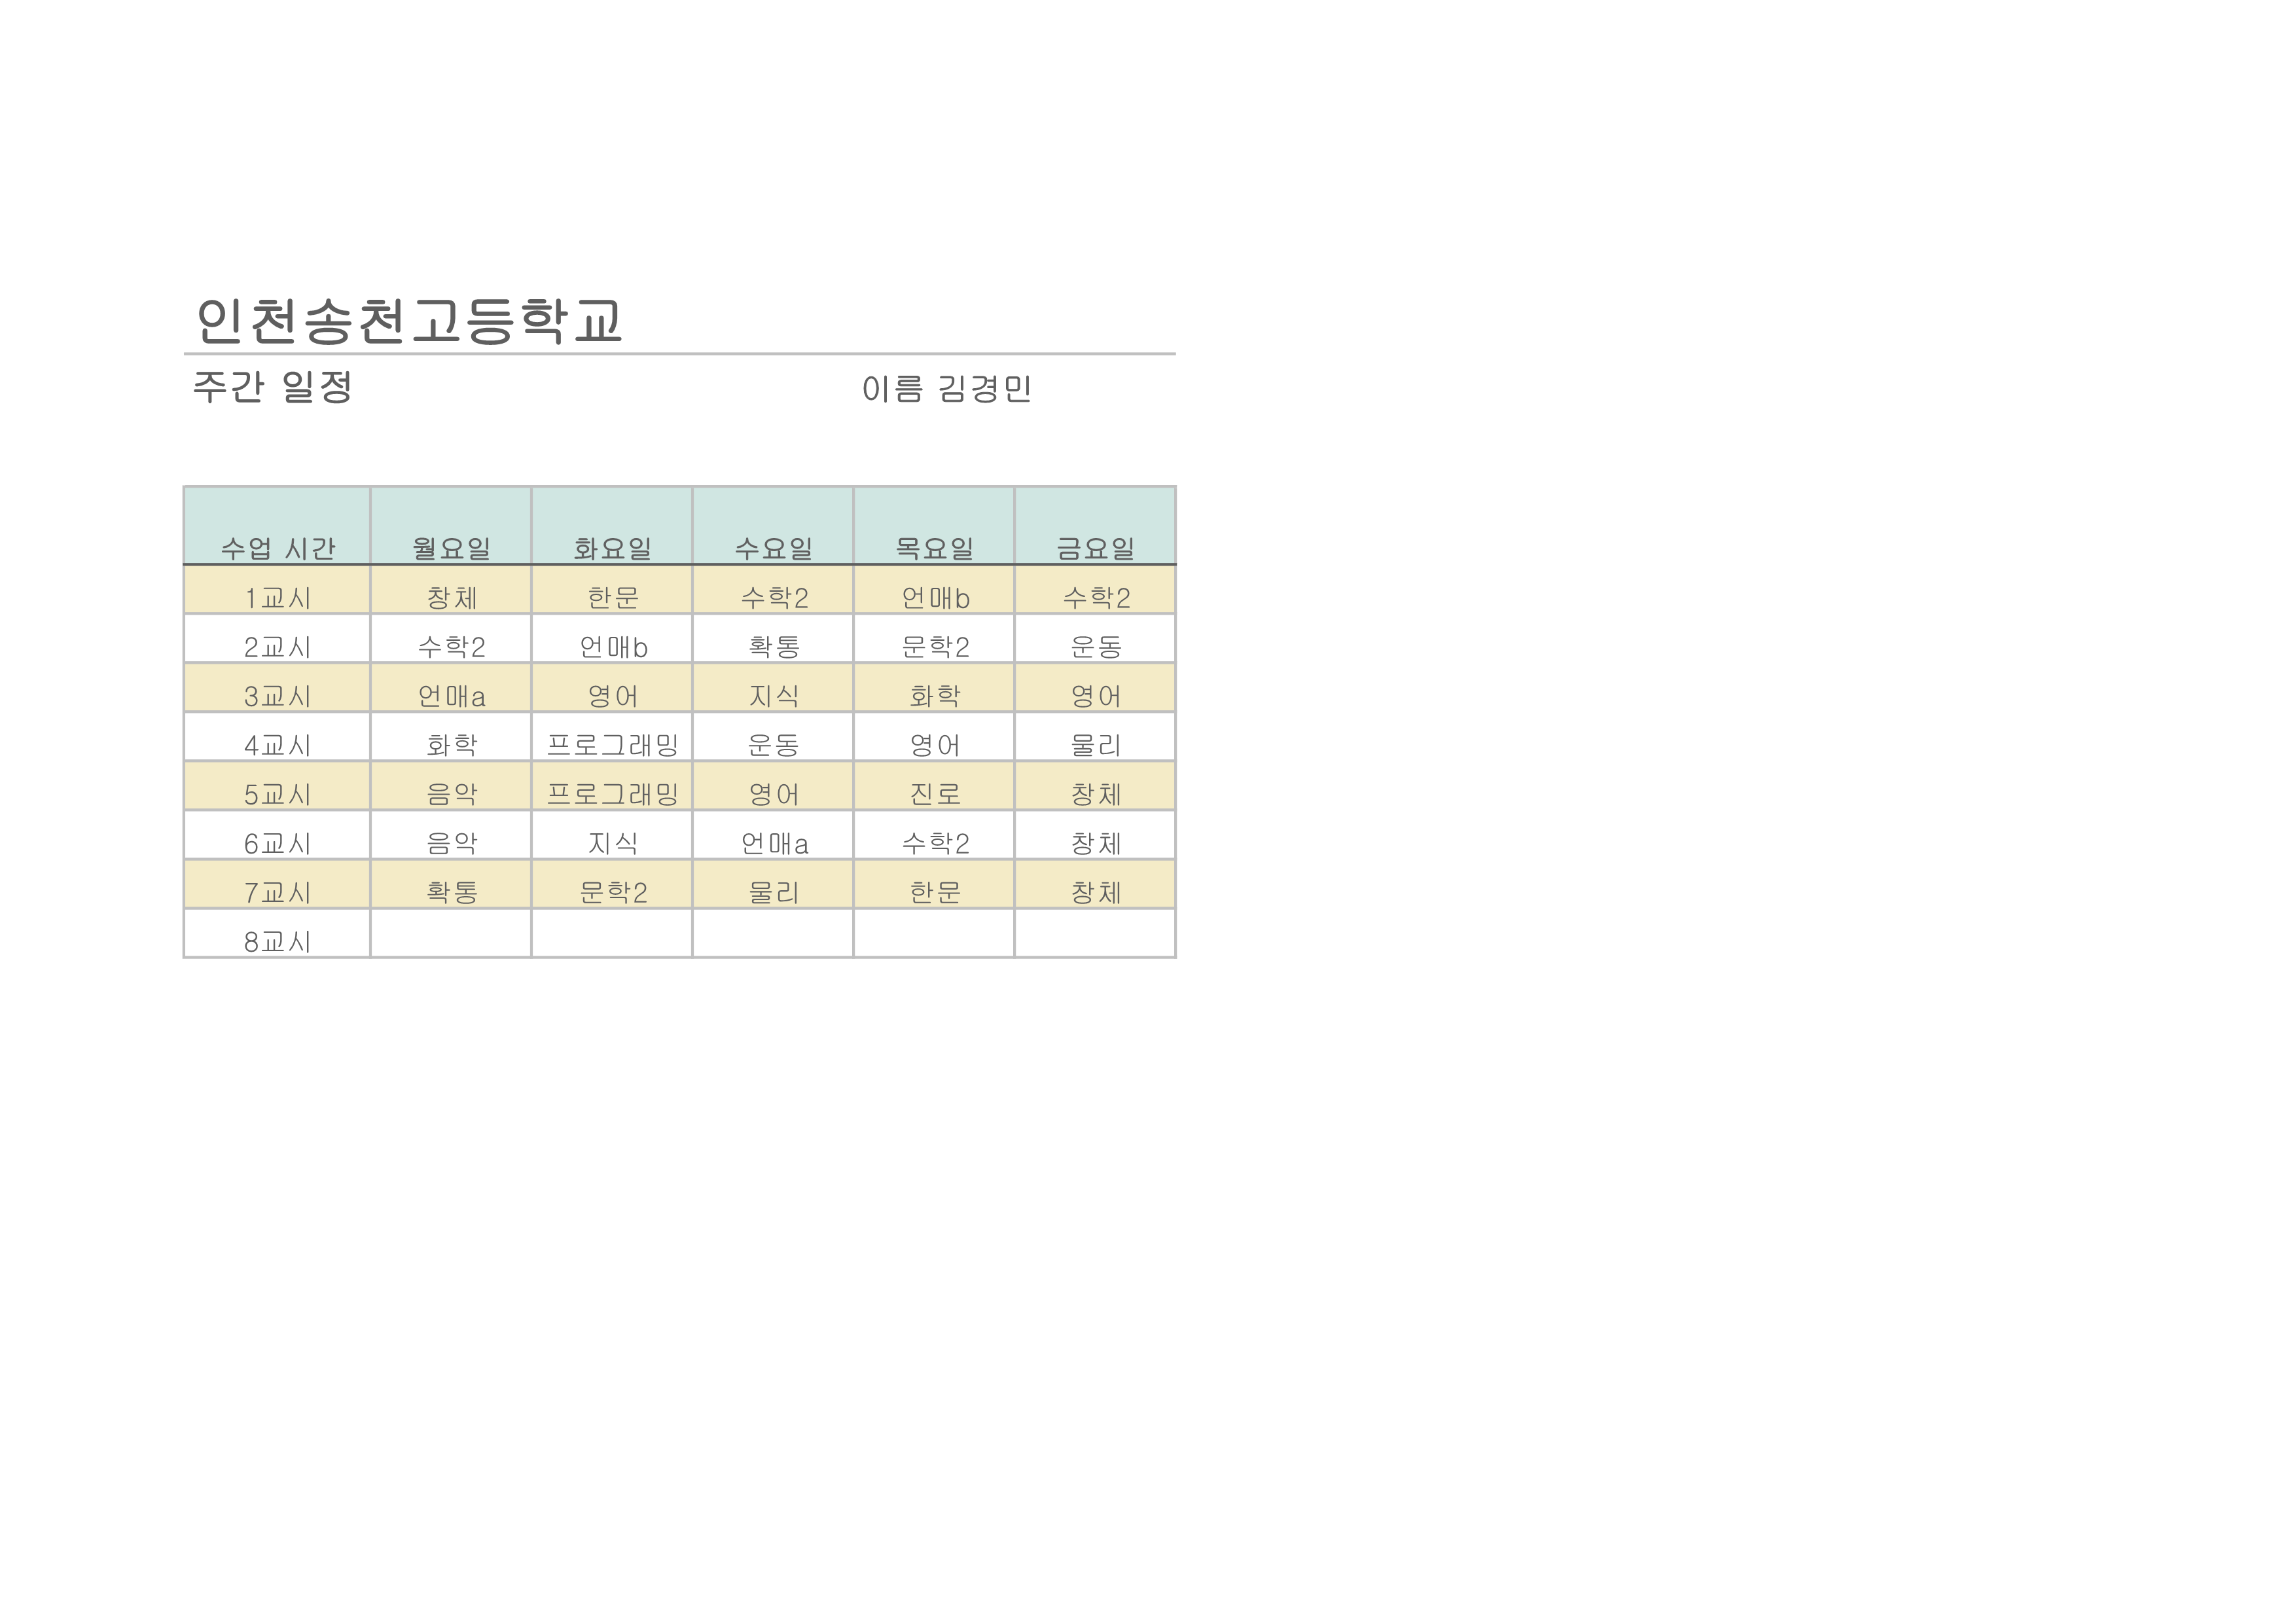 인천송천고등학교
주간 일정 이름 김경민
수업 시간 월요일 화요일 수요일 목요일 금요일
1교시 창체 한문 수학2 언매b 수학2
2교시 수학2 언매b 확통 문학2 운동
3교시 언매a 영어 지식 화학 영어
4교시 화학 프로그래밍 운동 영어 물리
5교시 음악 프로그래밍 영어 진로 창체
6교시 음악 지식 언매a 수학2 창체
7교시 확통 문학2 물리 한문 창체
8교시